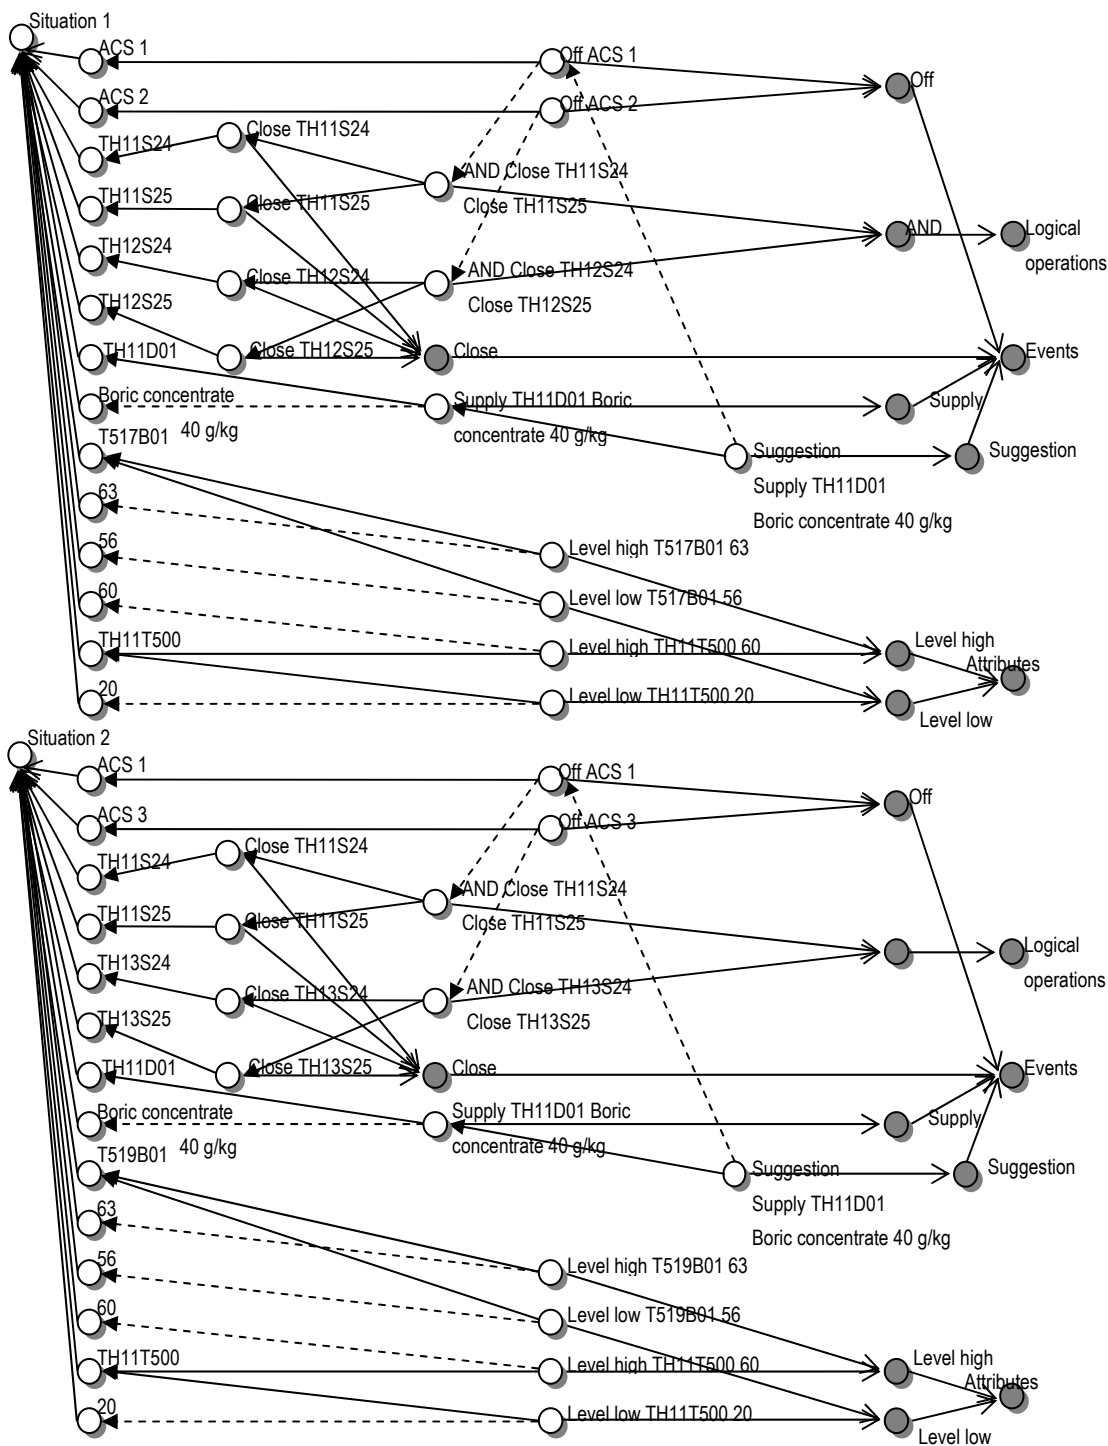 Situation 1
ACS 1
Off ACS 1
Off
ACS 2
Off ACS 2
TH11S24
Close TH11S24
AND Close TH11S24
Close TH11S25
TH11S25
Close TH11S25
AND
Logical
operations
TH12S24
Close TH12S24
AND Close TH12S24
Close TH12S25
TH12S25
Close TH12S25
Close
Events
TH11D01
Boric concentrate
40 g/kg
Supply TH11D01 Boric
concentrate 40 g/kg
Supply
T517B01
Suggestion
Supply TH11D01
Boric concentrate 40 g/kg
Suggestion
63
Level high T517B01 63
56
Level low T517B01 56
60
Level high TH11T500 60
Level high
TH11T500
Attributes
20
Level low TH11T500 20
Level low
Situation 2
ACS 1
Off ACS 1
Off
ACS 3
Off ACS 3
TH11S24
Close TH11S24
AND Close TH11S24
Close TH11S25
TH11S25
Close TH11S25
Logical
operations
TH13S24
Close TH13S24
AND Close TH13S24
Close TH13S25
TH13S25
Close TH13S25
Close
Events
TH11D01
Boric concentrate
40 g/kg
Supply TH11D01 Boric
concentrate 40 g/kg
Supply
T519B01
Suggestion
Supply TH11D01
Boric concentrate 40 g/kg
Suggestion
63
Level high T519B01 63
56
Level low T519B01 56
60
Level high TH11T500 60
Level high
TH11T500
Attributes
20
Level low TH11T500 20
Level low